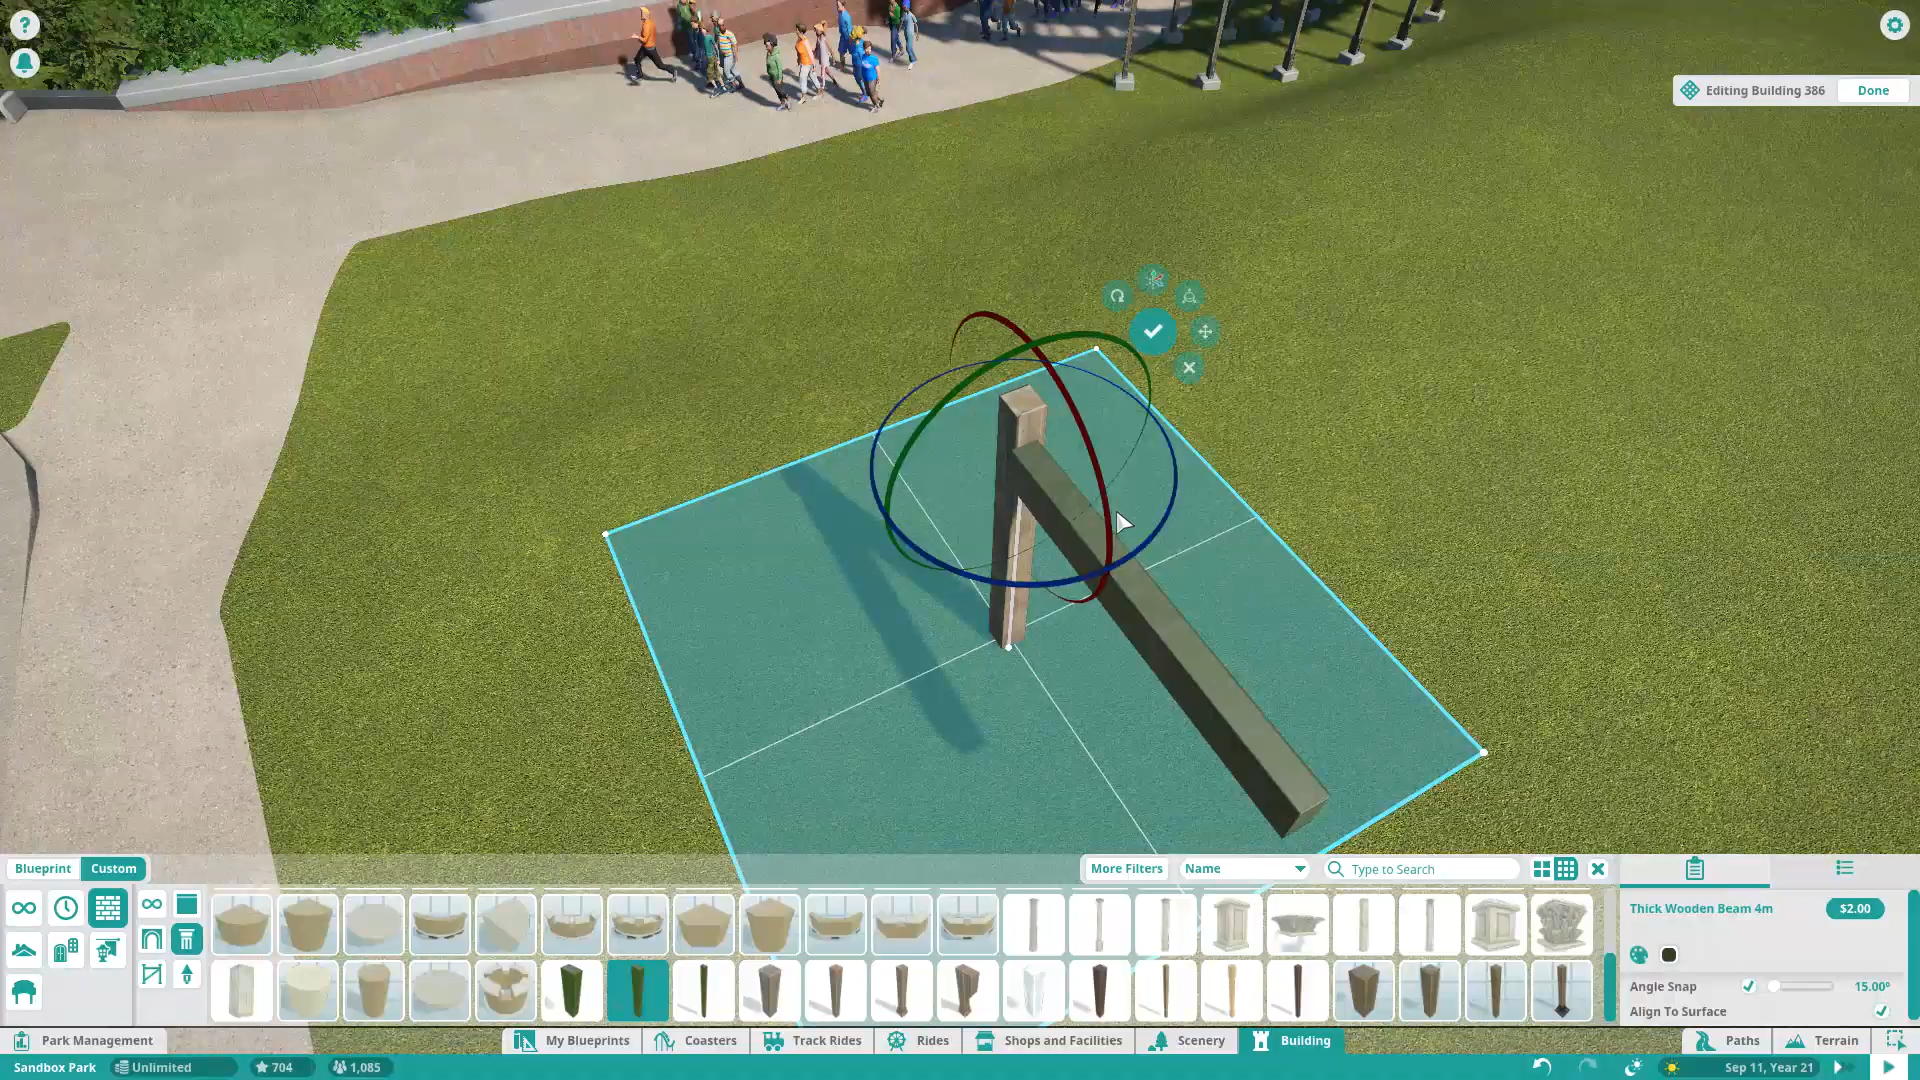 ?
Editing Building 386 Done
Blueprint Custom
More Filters Name Type to Search
Thick Wooden Beam 4m $2.00
Angle Snap 15.00°
Align To Surface
Park Management My Blueprints Coasters Track Rides Rides Shops and Facilities Scenery Building Paths Terrain
Sandbox Park Unlimited 704 1,085 Sep 11, Year 21